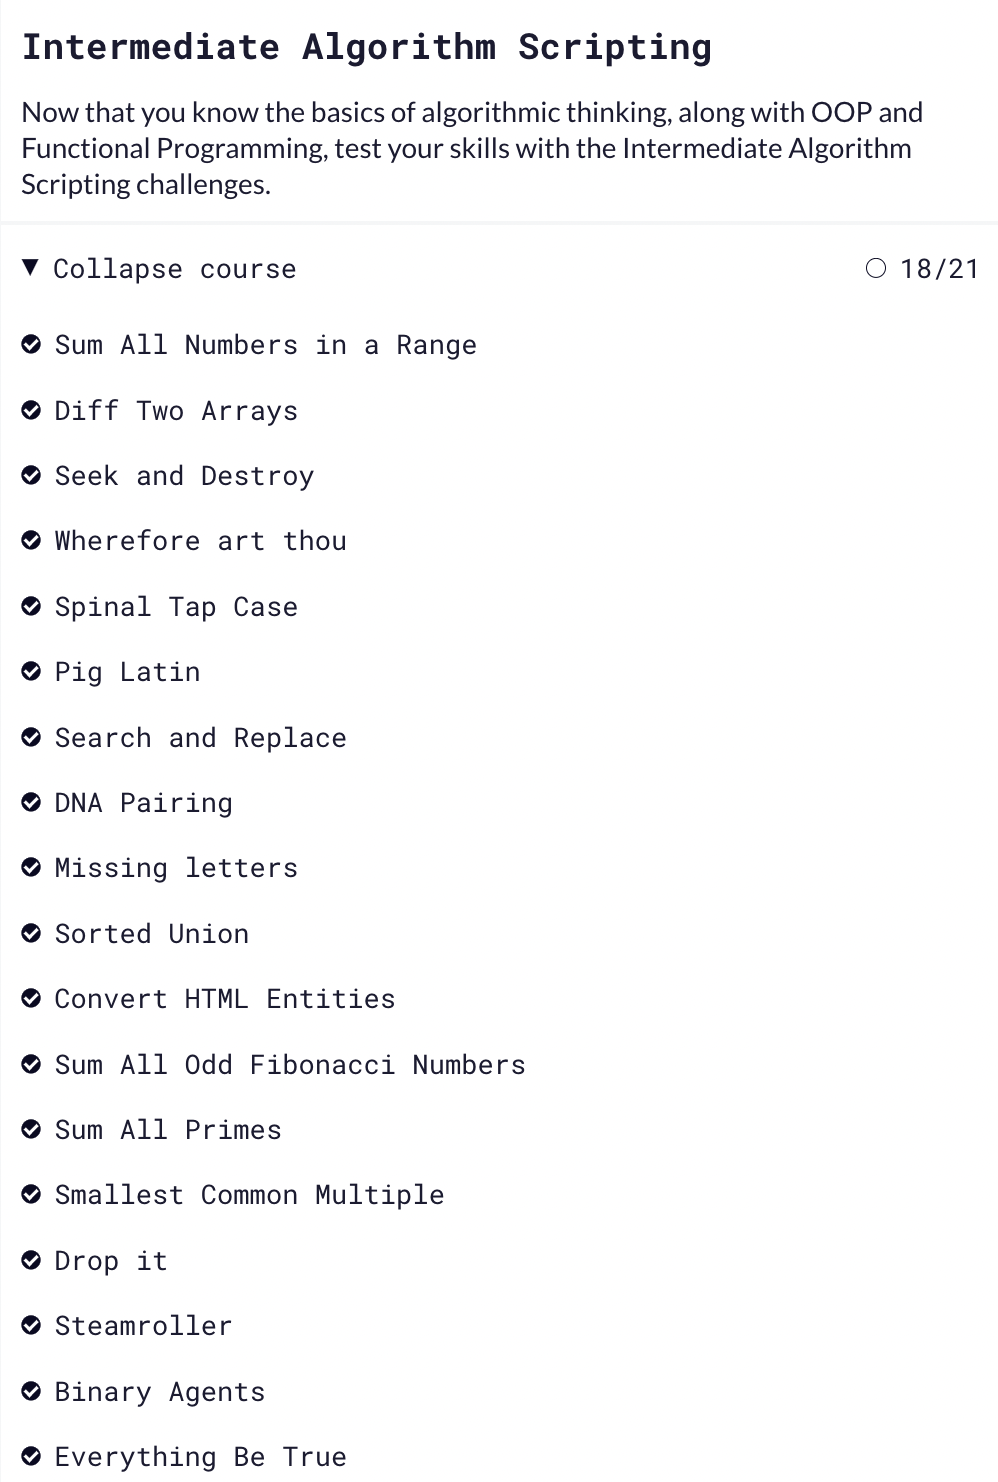 Intermediate Algorithm Scripting
Now that you know the basics of algorithmic thinking, along with OOP and
Functional Programming, test your skills with the Intermediate Algorithm
Scripting challenges.
Collapse course 18/21
Sum All Numbers in a Range
Diff Two Arrays
Seek and Destroy
Wherefore art thou
Spinal Tap Case
Pig Latin
Search and Replace
DNA Pairing
Missing letters
Sorted Union
Convert HTML Entities
Sum All Odd Fibonacci Numbers
Sum All Primes
Smallest Common Multiple
Drop it
Steamroller
Binary Agents
Everything Be True